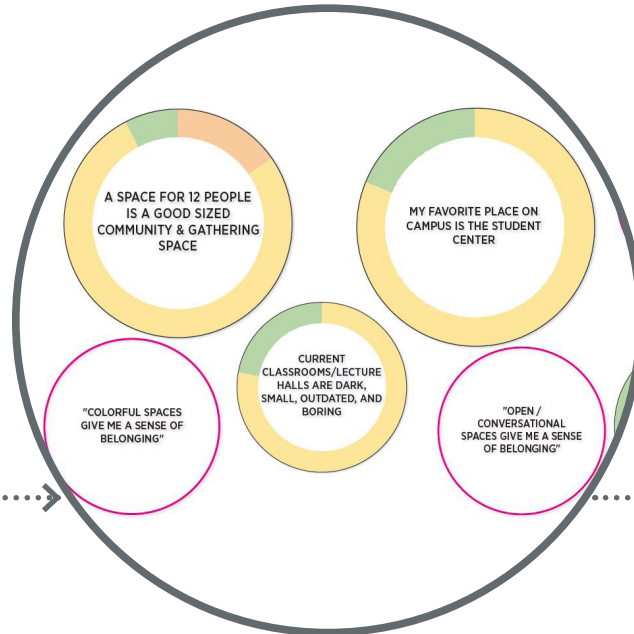 A SPACE FOR 12 PEOPLE
IS A GOOD SIZED
COMMUNITY & GATHERING
SPACE
MY FAVORITE PLACE ON
CAMPUS IS THE STUDENT
CENTER
CURRENT
CLASSROOMS/LECTURE
HALLS ARE DARK,
SMALL, OUTDATED, AND
BORING
"COLORFUL SPACES
GIVE ME A SENSE OF
BELONGING"
"OPEN /
CONVERSATIONAL
SPACES GIVE ME A SENSE
OF BELONGING"